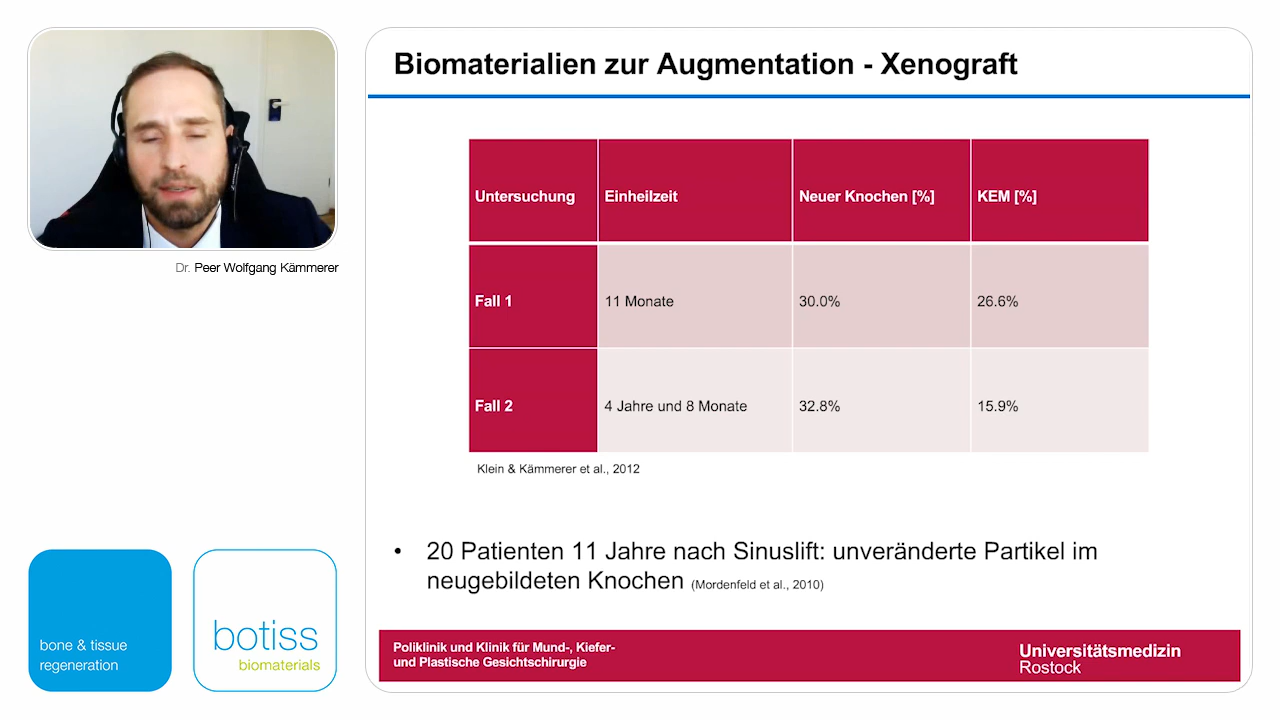 Biomaterialien zur Augmentation - Xenograft
Untersuchung Einheilzeit Neuer Knochen [%] KEM [%]
Fall 1 11 Monate 30.0% 26.6%
Fall 2 4 Jahre und 8 Monate 32.8% 15.9%
Klein & Kämmerer et al., 2012
• 20 Patienten 11 Jahre nach Sinuslift: unveränderte Partikel im
neugebildeten Knochen (Mordenfeld et al., 2010)
Poliklinik und Klinik für Mund-, Kiefer-
und Plastische Gesichtschirurgie
Universitätsmedizin
Rostock
Dr. Peer Wolfgang Kämmerer
bone & tissue
regeneration
botiss
biomaterials